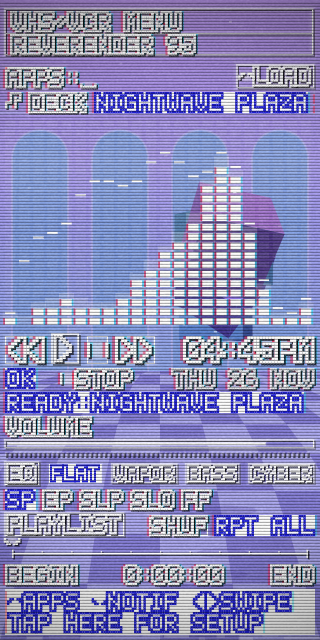 VHS/VCR MENU
REWERENDER '95
APPS::_
LOAD
DECK NIGHTWAVE PLAZA
04:45PM
OK STOP THU 26 NOV
READY::NIGHTWAVE PLAZA
VOLUME
EQ FLAT VAPOR BASS CYBER
SP EP SLP SLO FF
PLAYLIST SHUF RPT ALL
BEGIN 0:00:00 END
APPS NOTIF SWIPE
TAP HERE FOR SETUP